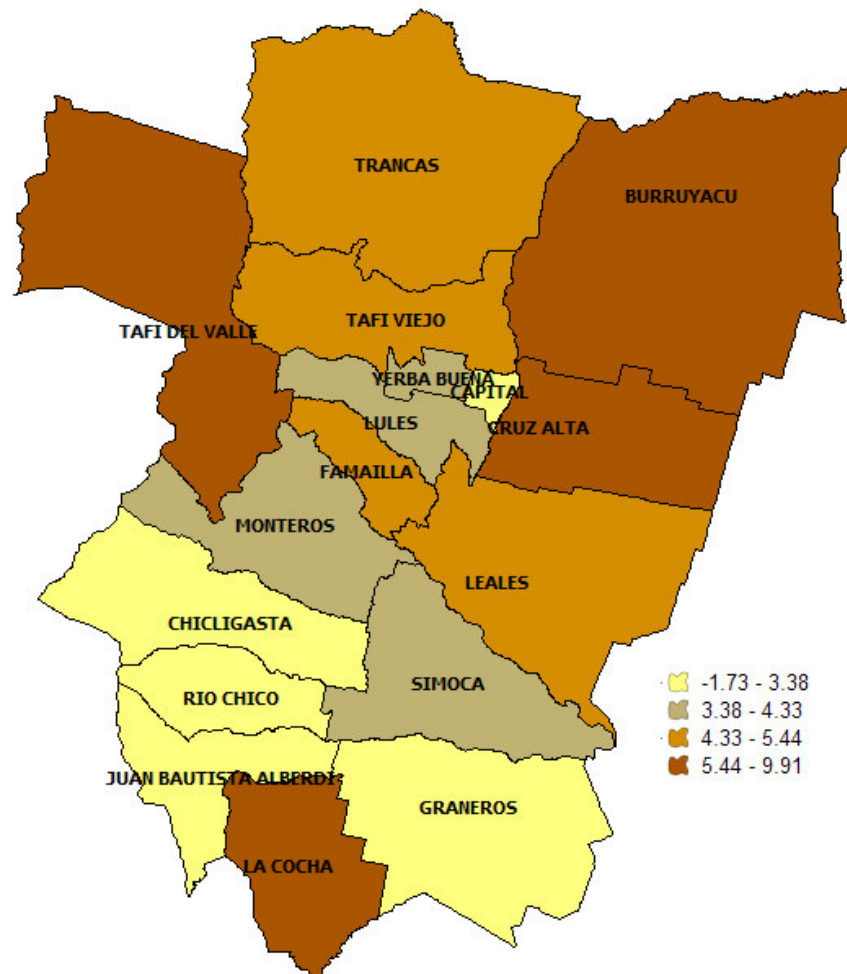 TRANCAS
BURRUYACU
TAFI VIEJO
TAFI DEL VALLE
YERBA BUENA
CAPITAL
LULES
CRUZ ALTA
FAMAILLA
MONTEROS
LEALES
CHICLIGASTA
SIMOCA
RIO CHICO
JUAN BAUTISTA ALBERDI
GRANEROS
LA COCHA
-1.73 - 3.38
3.38 - 4.33
4.33 - 5.44
5.44 - 9.91